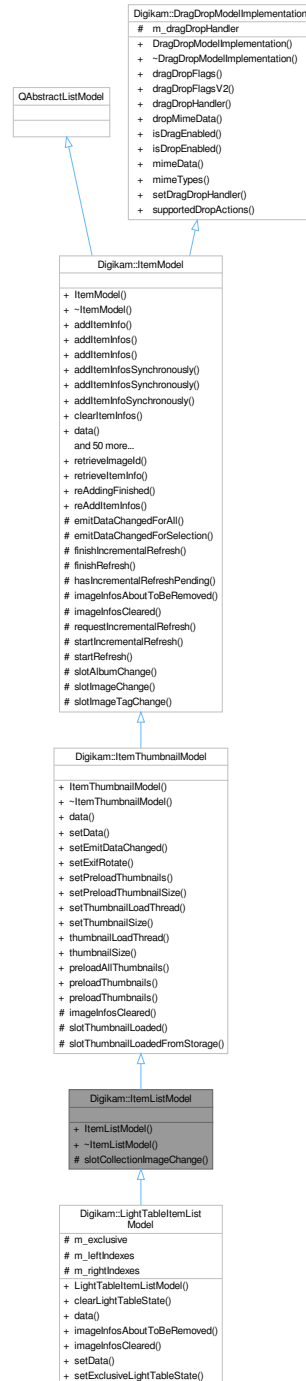 Digikam::DragDropModelImplementation
# m_dragDropHandler
+ DragDropModelImplementation()
+ ~DragDropModelImplementation()
+ dragDropFlags()
+ dragDropFlagsV2()
+ dragDropHandler()
+ dropMimeData()
+ isDragEnabled()
+ isDropEnabled()
+ mimeData()
+ mimeTypes()
+ setDragDropHandler()
+ supportedDropActions()
QAbstractListModel
Digikam::ItemModel
+ ItemModel()
+ ~ItemModel()
+ addItemInfo()
+ addItemInfos()
+ addItemInfos()
+ addItemInfosSynchronously()
+ addItemInfosSynchronously()
+ addItemInfoSynchronously()
+ clearItemInfos()
+ data()
and 50 more...
+ retrieveImageId()
+ retrieveItemInfo()
+ reAddingFinished()
+ reAddItemInfos()
# emitDataChangedForAll()
# emitDataChangedForSelection()
# finishIncrementalRefresh()
# finishRefresh()
# hasIncrementalRefreshPending()
# imageInfosAboutToBeRemoved()
# imageInfosCleared()
# requestIncrementalRefresh()
# startIncrementalRefresh()
# startRefresh()
# slotAlbumChange()
# slotImageChange()
# slotImageTagChange()
Digikam::ItemThumbnailModel
+ ItemThumbnailModel()
+ ~ItemThumbnailModel()
+ data()
+ setData()
+ setEmitDataChanged()
+ setExifRotate()
+ setPreloadThumbnails()
+ setPreloadThumbnailSize()
+ setThumbnailLoadThread()
+ setThumbnailSize()
+ thumbnailLoadThread()
+ thumbnailSize()
+ preloadAllThumbnails()
+ preloadThumbnails()
+ preloadThumbnails()
# imageInfosCleared()
# slotThumbnailLoaded()
# slotThumbnailLoadedFromStorage()
Digikam::ItemListModel
+ ItemListModel()
+ ~ItemListModel()
# slotCollectionImageChange()
Digikam::LightTableItemList
Model
# m_exclusive
# m_leftIndexes
# m_rightIndexes
+ LightTableItemListModel()
+ clearLightTableState()
+ data()
+ imageInfosAboutToBeRemoved()
+ imageInfosCleared()
+ setData()
+ setExclusiveLightTableState()